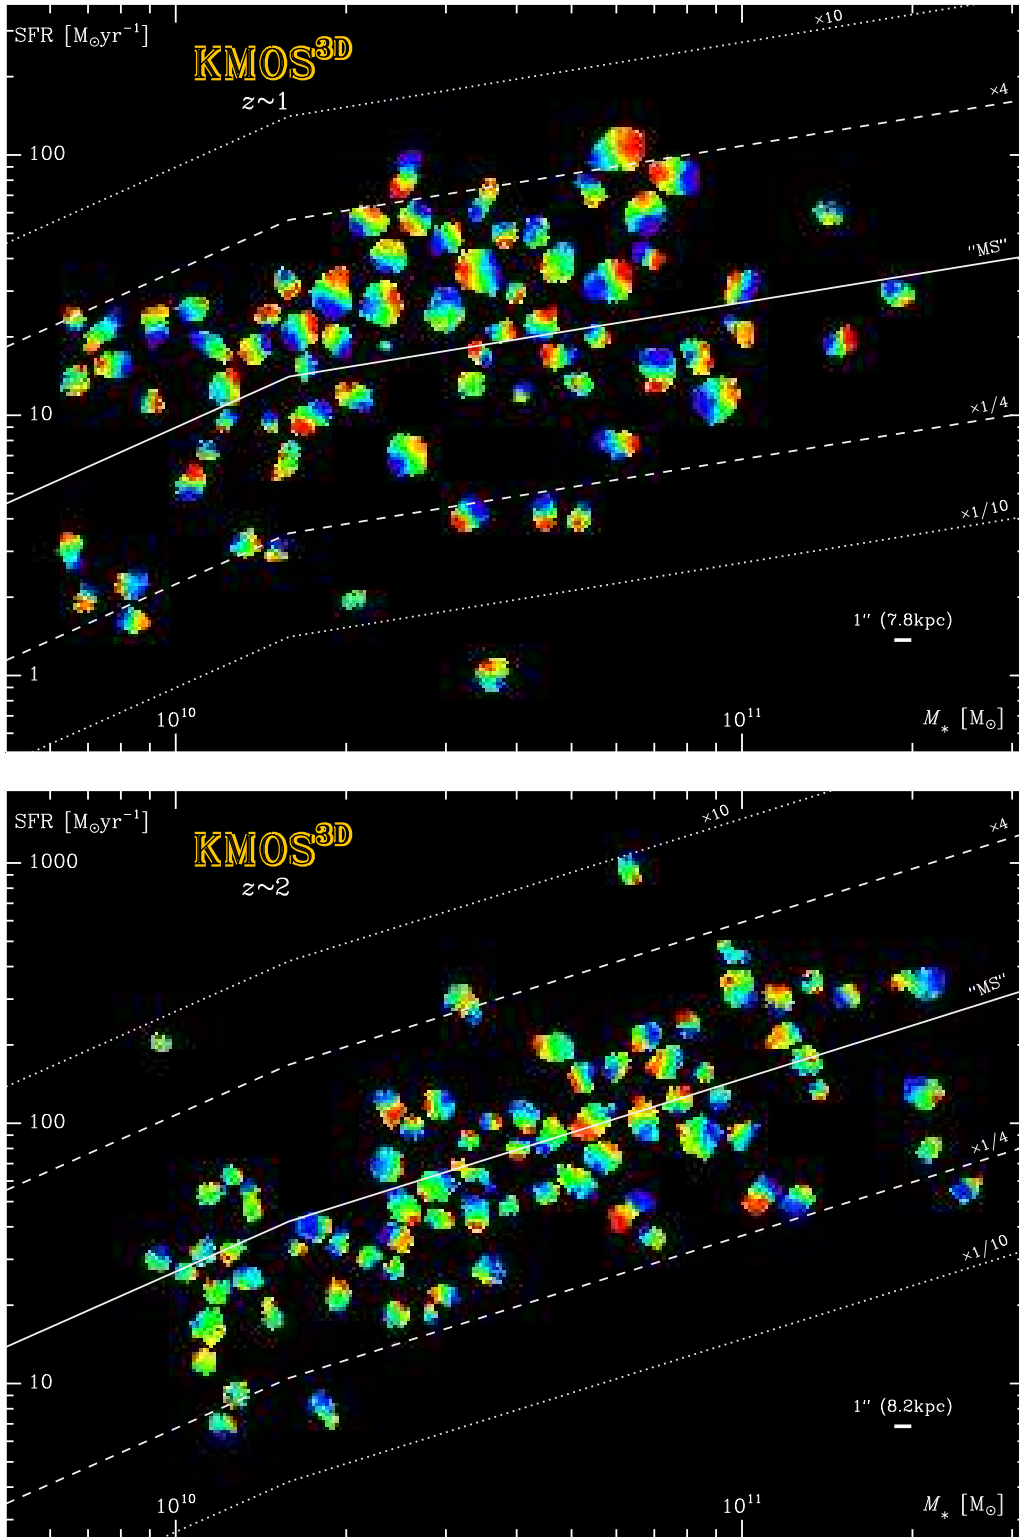 SFR [M⊙yr⁻¹]
KMOS³ᴰ
z~1
×10
×4
100
"MS"
10
×1/4
×1/10
1″ (7.8kpc)
1
10¹⁰
10¹¹
M* [M⊙]
SFR [M⊙yr⁻¹]
KMOS³ᴰ
z~2
×10
×4
1000
"MS"
100
×1/4
×1/10
10
1″ (8.2kpc)
10¹⁰
10¹¹
M* [M⊙]